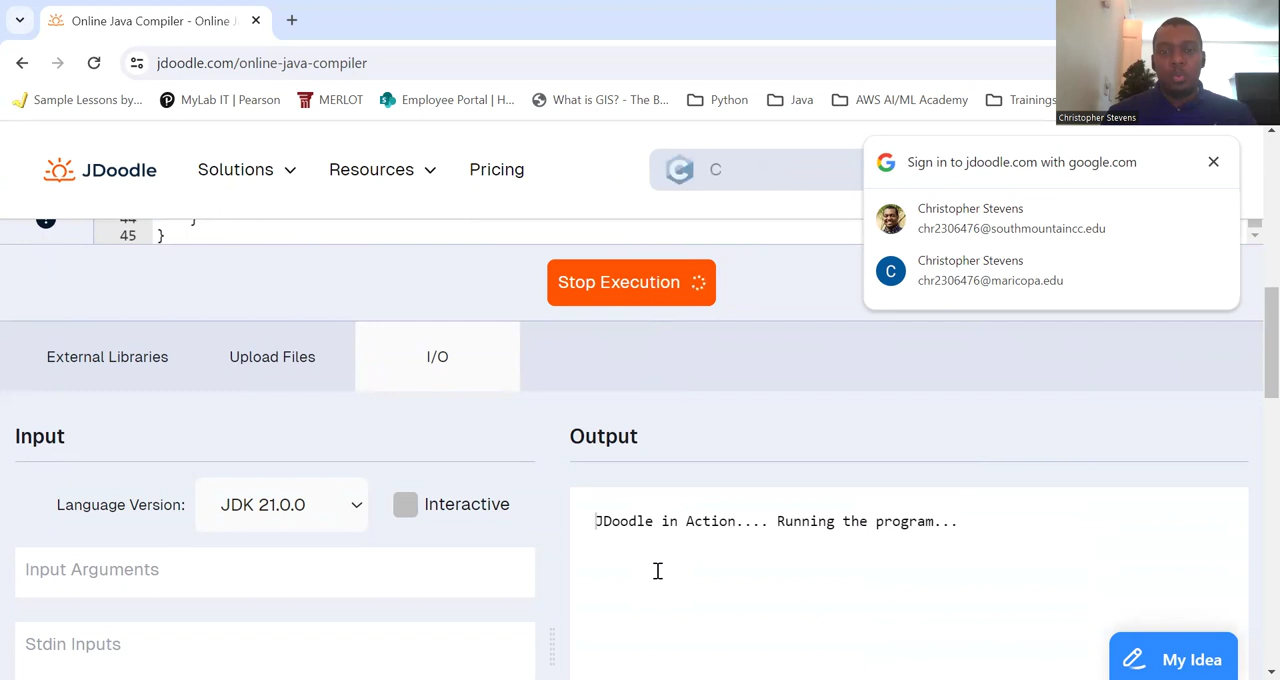 Online Java Compiler - Online J
jdoodle.com/online-java-compiler
Sample Lessons by... MyLab IT | Pearson MERLOT Employee Portal | H... What is GIS? - The B... Python Java AWS AI/ML Academy Trainings
Christopher Stevens
JDoodle Solutions Resources Pricing C
Sign in to jdoodle.com with google.com
Christopher Stevens
chr2306476@southmountaincc.edu
C Christopher Stevens
chr2306476@maricopa.edu
44 }
45 }
Stop Execution
External Libraries Upload Files I/O
Input
Output
Language Version: JDK 21.0.0 Interactive
JDoodle in Action.... Running the program...
Input Arguments
Stdin Inputs
My Idea